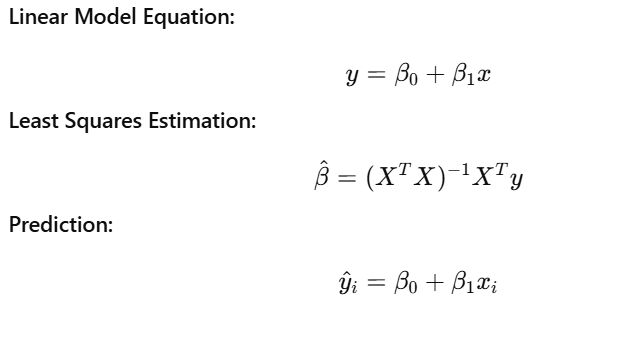 Linear Model Equation:
y = β₀ + β₁x
Least Squares Estimation:
β̂ = (XᵀX)⁻¹Xᵀy
Prediction:
ŷᵢ = β₀ + β₁xᵢ